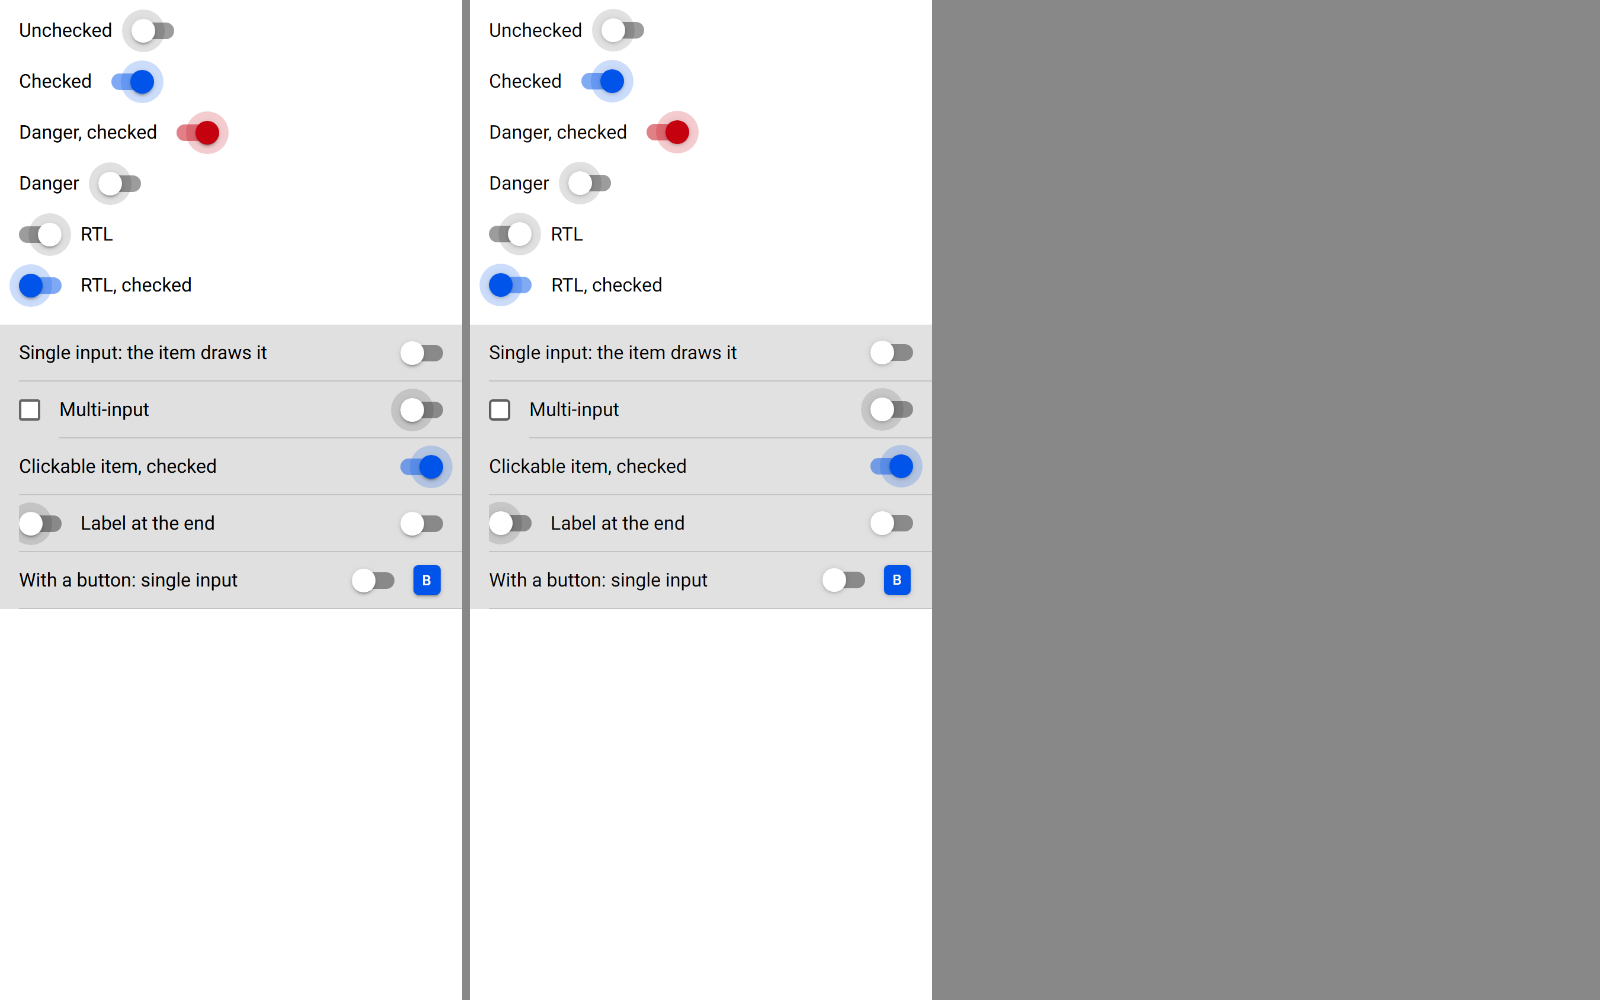 Unchecked
Checked
Danger, checked
Danger
RTL
RTL, checked
Single input: the item draws it
Multi-input
Clickable item, checked
Label at the end
With a button: single input B
Unchecked
Checked
Danger, checked
Danger
RTL
RTL, checked
Single input: the item draws it
Multi-input
Clickable item, checked
Label at the end
With a button: single input B